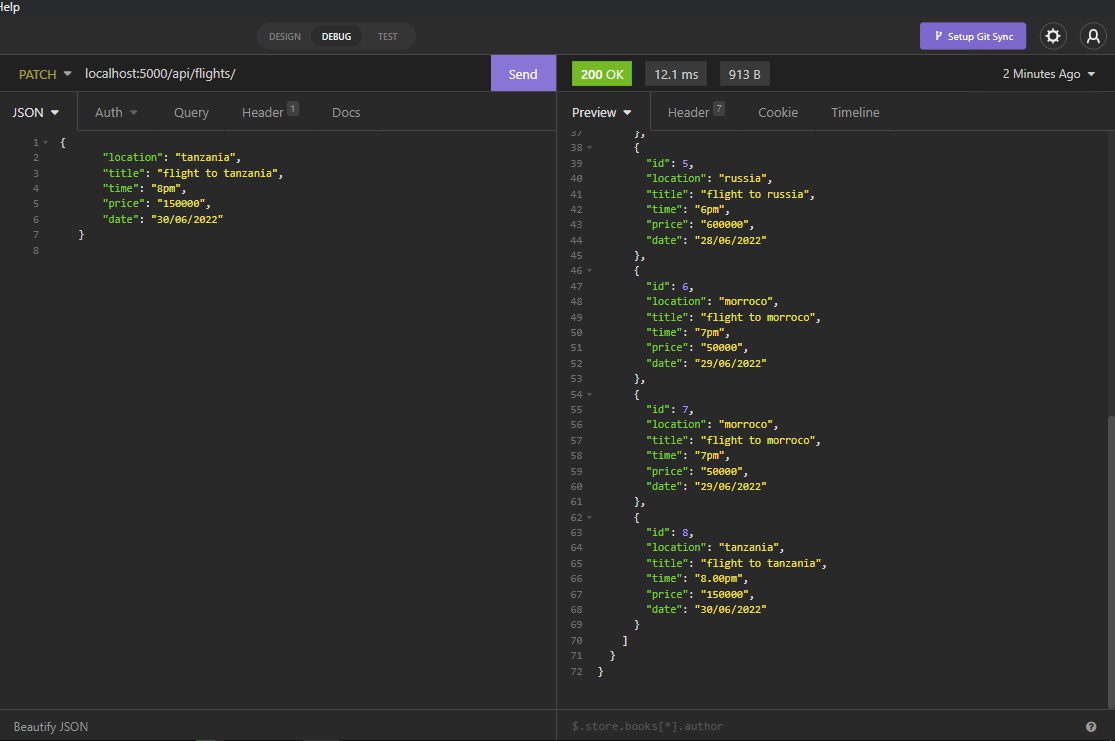 Help
DESIGN DEBUG TEST
Setup Git Sync
PATCH localhost:5000/api/flights/ Send
200 OK 12.1 ms 913 B 2 Minutes Ago
JSON Auth Query Header 1 Docs
Preview Header 7 Cookie Timeline
1 {
2 "location": "tanzania",
3 "title": "flight to tanzania",
4 "time": "8pm",
5 "price": "150000",
6 "date": "30/06/2022"
7 }
8
37 },
38 {
39 "id": 5,
40 "location": "russia",
41 "title": "flight to russia",
42 "time": "6pm",
43 "price": "600000",
44 "date": "28/06/2022"
45 },
46 {
47 "id": 6,
48 "location": "morroco",
49 "title": "flight to morroco",
50 "time": "7pm",
51 "price": "50000",
52 "date": "29/06/2022"
53 },
54 {
55 "id": 7,
56 "location": "morroco",
57 "title": "flight to morroco",
58 "time": "7pm",
59 "price": "50000",
60 "date": "29/06/2022"
61 },
62 {
63 "id": 8,
64 "location": "tanzania",
65 "title": "flight to tanzania",
66 "time": "8.00pm",
67 "price": "150000",
68 "date": "30/06/2022"
69 }
70 ]
71 }
72 }
Beautify JSON
$.store.books[*].author